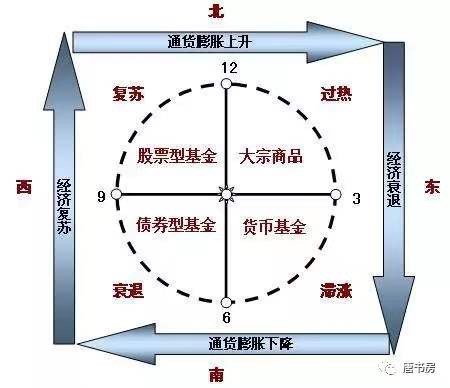 北
通货膨胀上升
复苏
12
过热
股票型基金
大宗商品
西
经济复苏
9
3
经济衰退
东
债券型基金
货币基金
衰退
6
滞涨
通货膨胀下降
南
唐书房